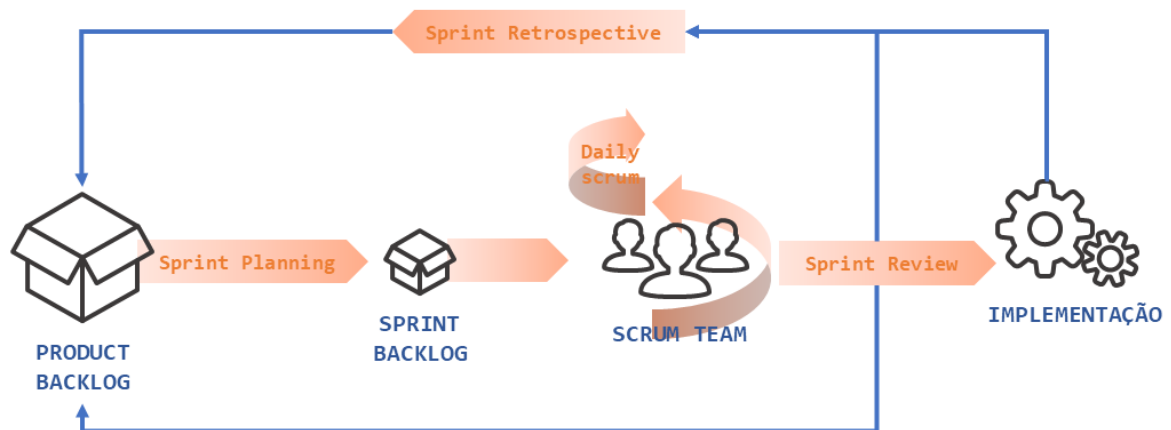 Sprint Retrospective
Daily
scrum
Sprint Planning
Sprint Review
PRODUCT
BACKLOG
SPRINT
BACKLOG
SCRUM TEAM
IMPLEMENTAÇÃO